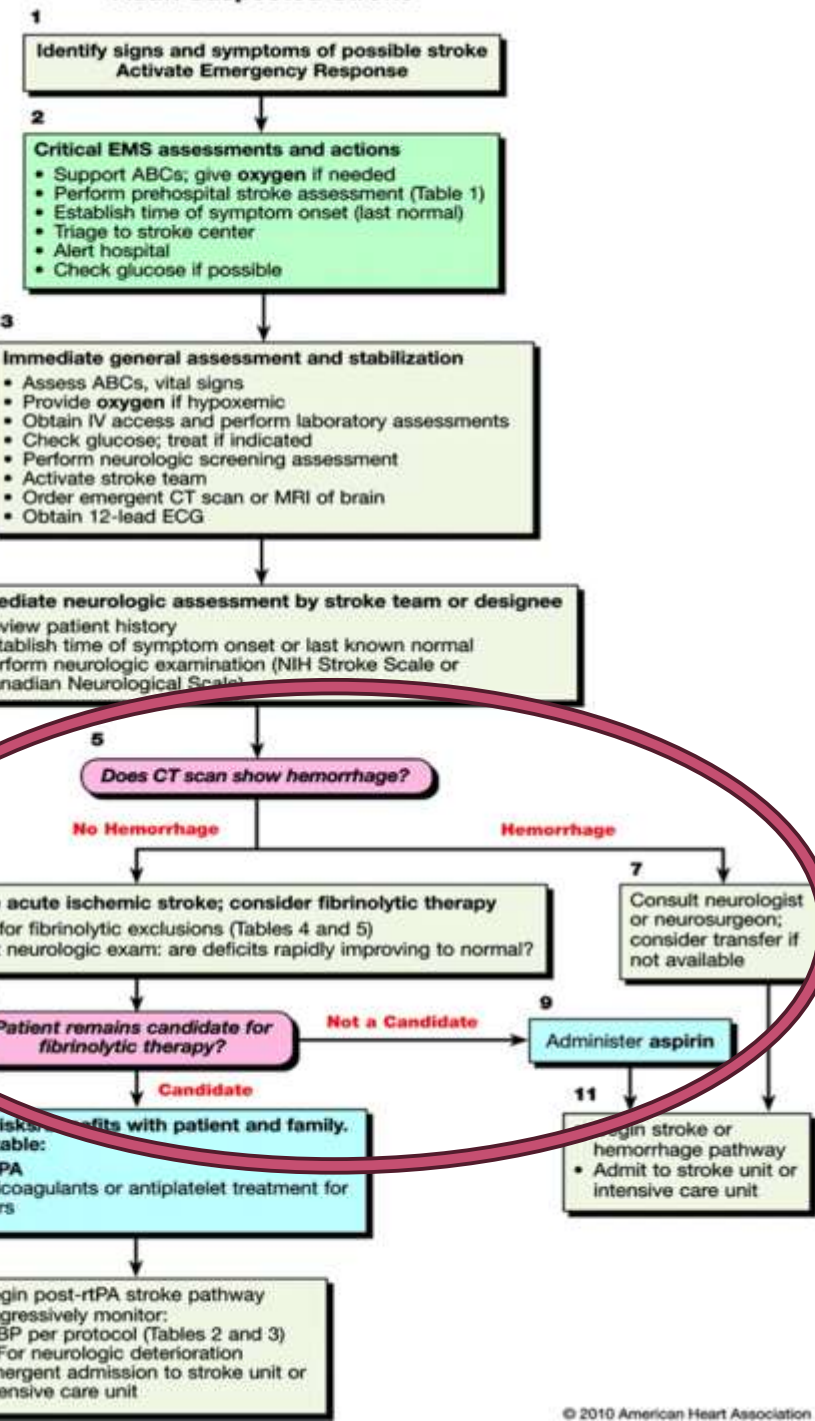 1
Identify signs and symptoms of possible stroke
Activate Emergency Response
2
Critical EMS assessments and actions
• Support ABCs; give oxygen if needed
• Perform prehospital stroke assessment (Table 1)
• Establish time of symptom onset (last normal)
• Triage to stroke center
• Alert hospital
• Check glucose if possible
3
Immediate general assessment and stabilization
• Assess ABCs, vital signs
• Provide oxygen if hypoxemic
• Obtain IV access and perform laboratory assessments
• Check glucose; treat if indicated
• Perform neurologic screening assessment
• Activate stroke team
• Order emergent CT scan or MRI of brain
• Obtain 12-lead ECG
ediate neurologic assessment by stroke team or designee
view patient history
tablish time of symptom onset or last known normal
rform neurologic examination (NIH Stroke Scale or
nadian Neurological Scale)
5
Does CT scan show hemorrhage?
No Hemorrhage
Hemorrhage
acute ischemic stroke; consider fibrinolytic therapy
for fibrinolytic exclusions (Tables 4 and 5)
t neurologic exam: are deficits rapidly improving to normal?
7
Consult neurologist
or neurosurgeon;
consider transfer if
not available
Patient remains candidate for
fibrinolytic therapy?
Not a Candidate
9
Administer aspirin
Candidate
isks/benefits with patient and family.
table:
PA
icoagulants or antiplatelet treatment for
rs
11
• Begin stroke or
hemorrhage pathway
• Admit to stroke unit or
intensive care unit
gin post-rtPA stroke pathway
gressively monitor:
BP per protocol (Tables 2 and 3)
For neurologic deterioration
ergent admission to stroke unit or
ensive care unit
© 2010 American Heart Association